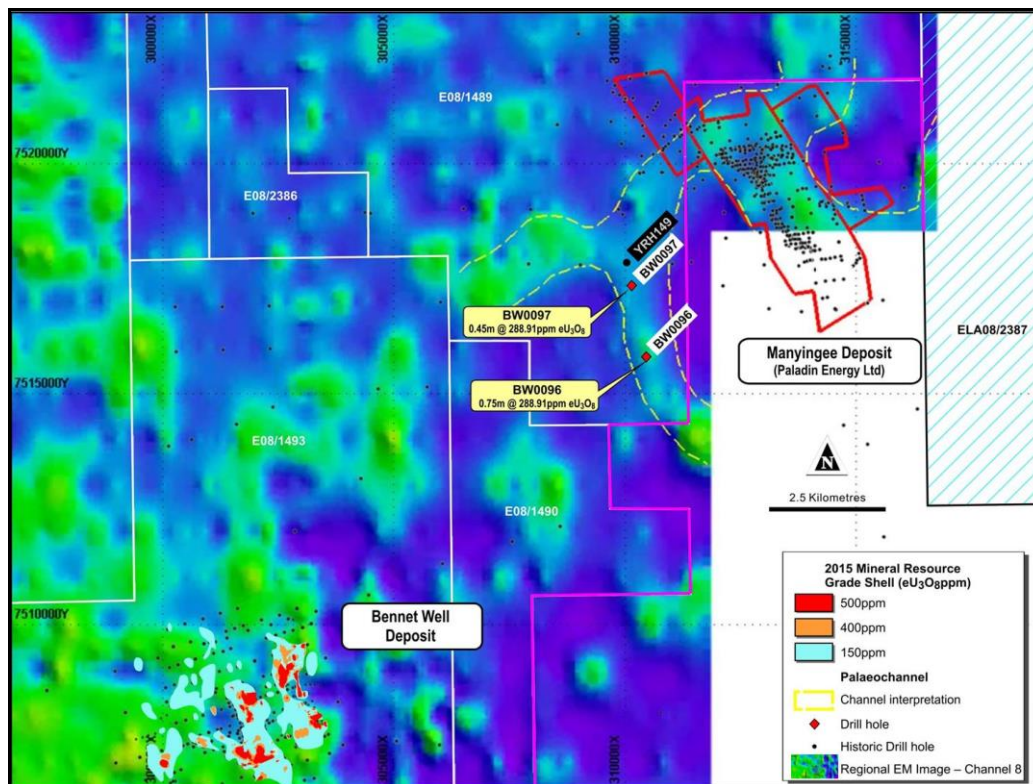 300000X
305000X
310000X
315000X
E08/1489
7520000Y
E08/2386
YRH149
BW0097
BW0097
0.45m @ 288.91ppm eU₃O₈
BW0096
ELA08/2387
Manyingee Deposit
(Paladin Energy Ltd)
BW0096
0.75m @ 288.91ppm eU₃O₈
7515000Y
E08/1493
N
2.5 Kilometres
E08/1490
2015 Mineral Resource
Grade Shell (eU₃O₈ppm)
500ppm
400ppm
150ppm
Palaeochannel
Channel interpretation
Drill hole
Historic Drill hole
Regional EM Image – Channel 8
Bennet Well
Deposit
7510000Y
305000X
310000X